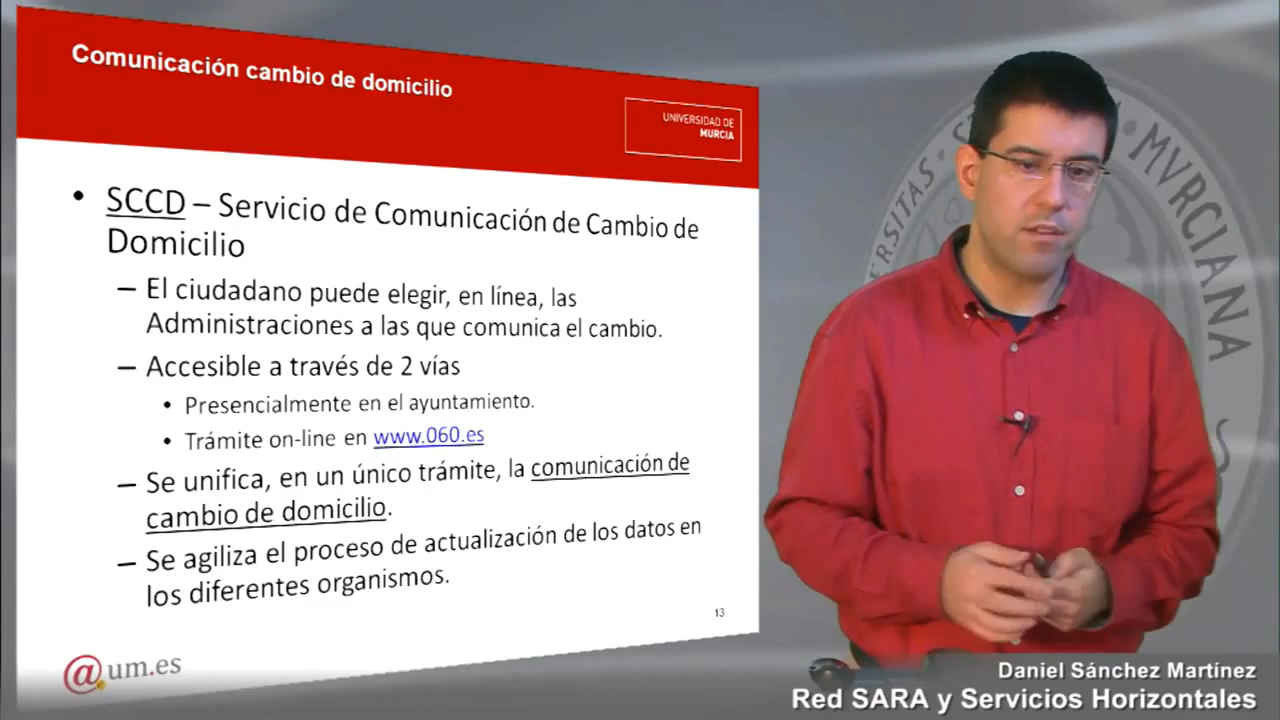 Comunicación cambio de domicilio
UNIVERSIDAD DE
MURCIA
• SCCD – Servicio de Comunicación de Cambio de
Domicilio
– El ciudadano puede elegir, en línea, las
Administraciones a las que comunica el cambio.
– Accesible a través de 2 vías
• Presencialmente en el ayuntamiento.
• Trámite on-line en www.060.es
– Se unifica, en un único trámite, la comunicación de
cambio de domicilio.
– Se agiliza el proceso de actualización de los datos en
los diferentes organismos.
13
@um.es
MVRCIANA
Daniel Sánchez Martínez
Red SARA y Servicios Horizontales